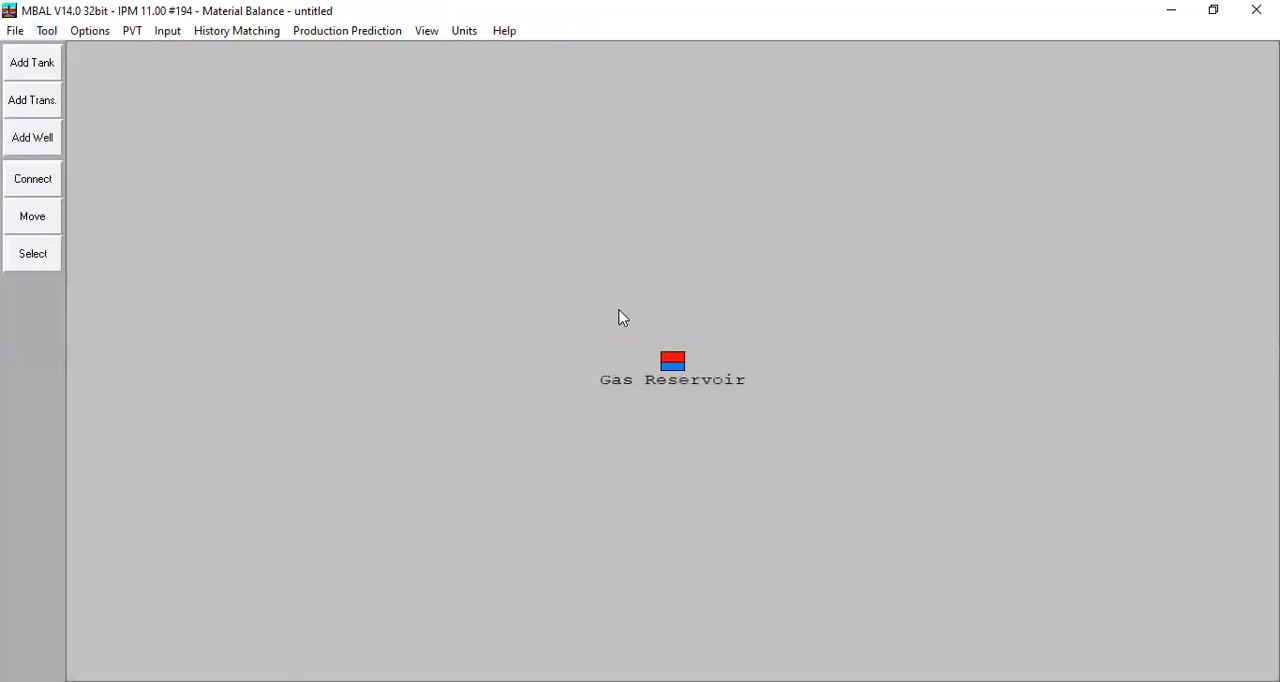 MBAL V14.0 32bit - IPM 11.00 #194 - Material Balance - untitled
File Tool Options PVT Input History Matching Production Prediction View Units Help
Add Tank
Add Trans.
Add Well
Connect
Move
Select
Gas Reservoir